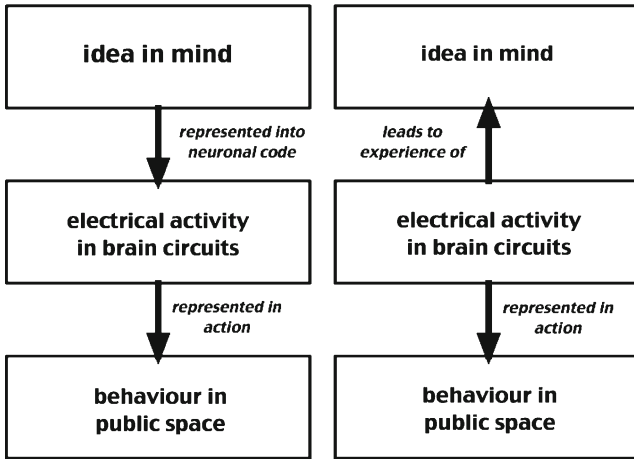 idea in mind
represented into
neuronal code
electrical activity
in brain circuits
represented in
action
behaviour in
public space
idea in mind
leads to
experience of
electrical activity
in brain circuits
represented in
action
behaviour in
public space